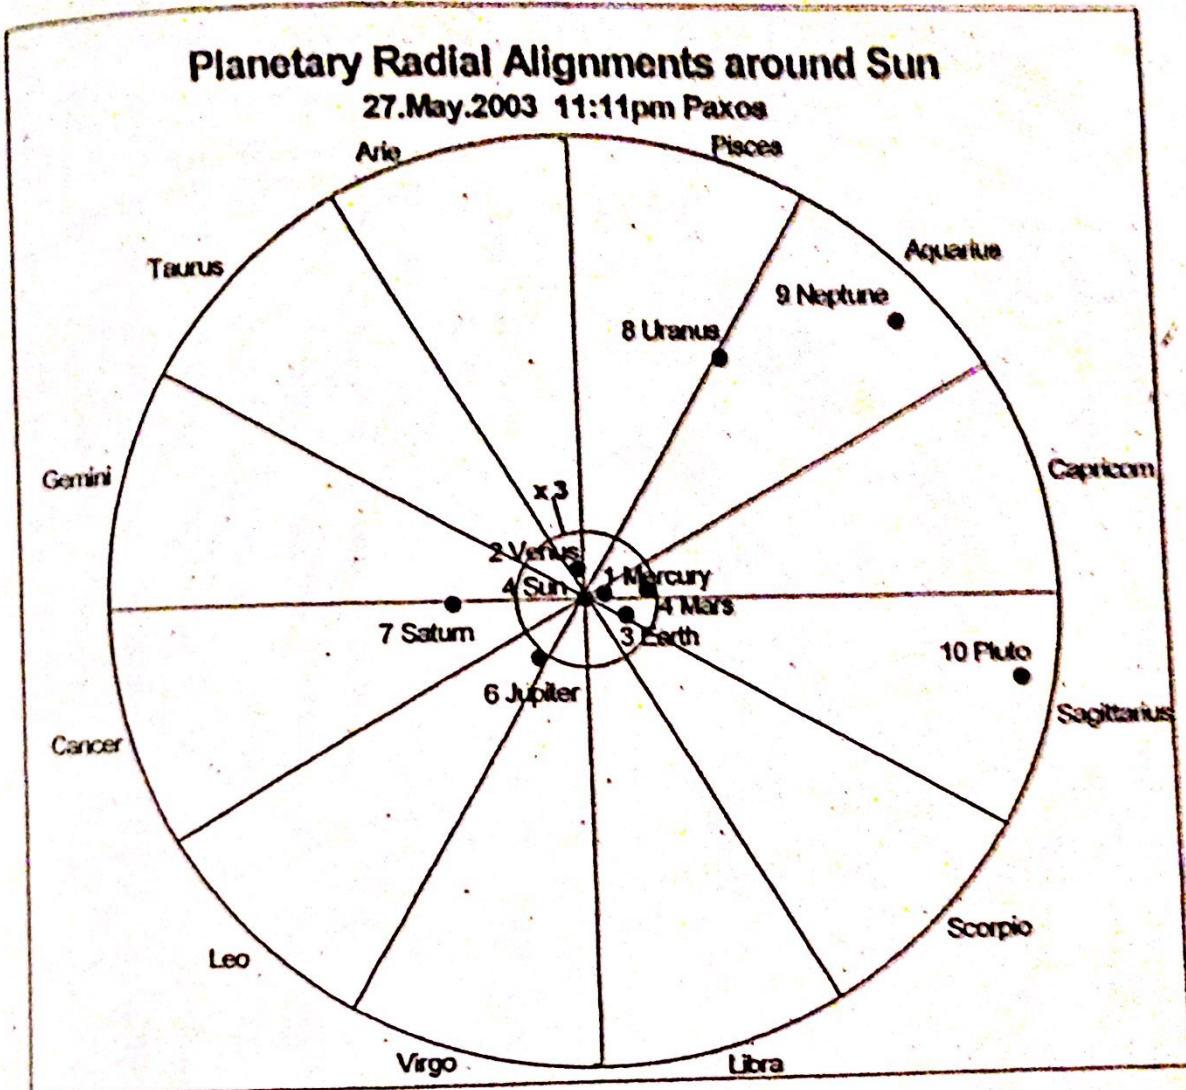 Planetary Radial Alignments around Sun
27.May.2003 11:11pm Paxos
Arie
Pisces
Taurus
Aquarius
9 Neptune
8 Uranus
Gemini
Capricorn
x 3
2 Venus
4 Sun
1 Mercury
4 Mars
7 Saturn
3 Earth
10 Pluto
6 Jupiter
Sagittarius
Cancer
Scorpio
Leo
Virgo
Libra